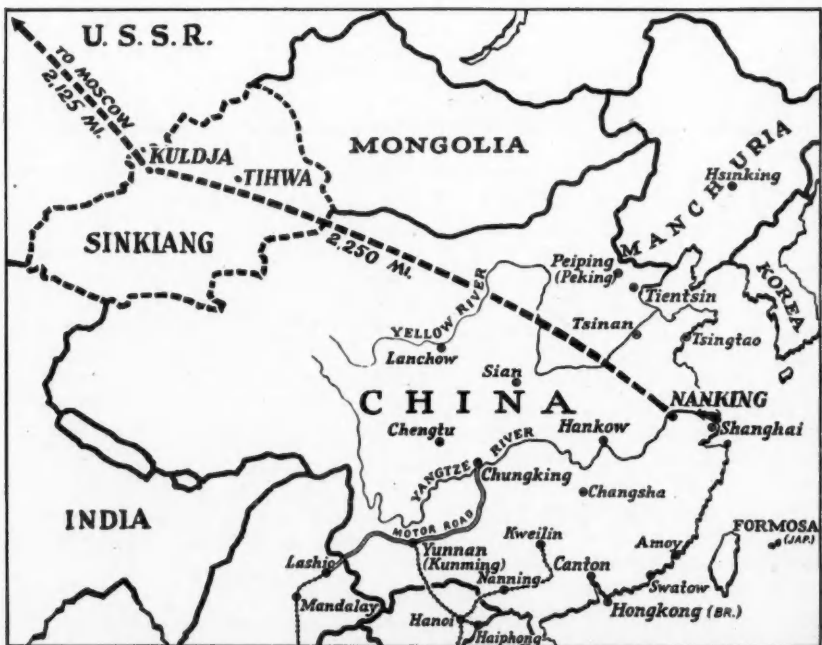 U.S.S.R.
TO MOSCOW
2,125 MI.
KULDJA
TIHWA
MONGOLIA
MANCHURIA
Hsinking
SINKIANG
2,250 MI.
Peiping
(Peking)
Tientsin
KOREA
YELLOW RIVER
Lanchow
Tsinan
Tsingtao
Sian
CHINA
NANKING
Chengtu
Hankow
Shanghai
YANGTZE RIVER
Chungking
Changsha
INDIA
MOTOR ROAD
FORMOSA
(JAP.)
Lashio
Yunnan
(Kunming)
Kweilin
Amoy
Canton
Nanning
Swatow
Mandalay
Hongkong (BR.)
Hanoi
Haiphong